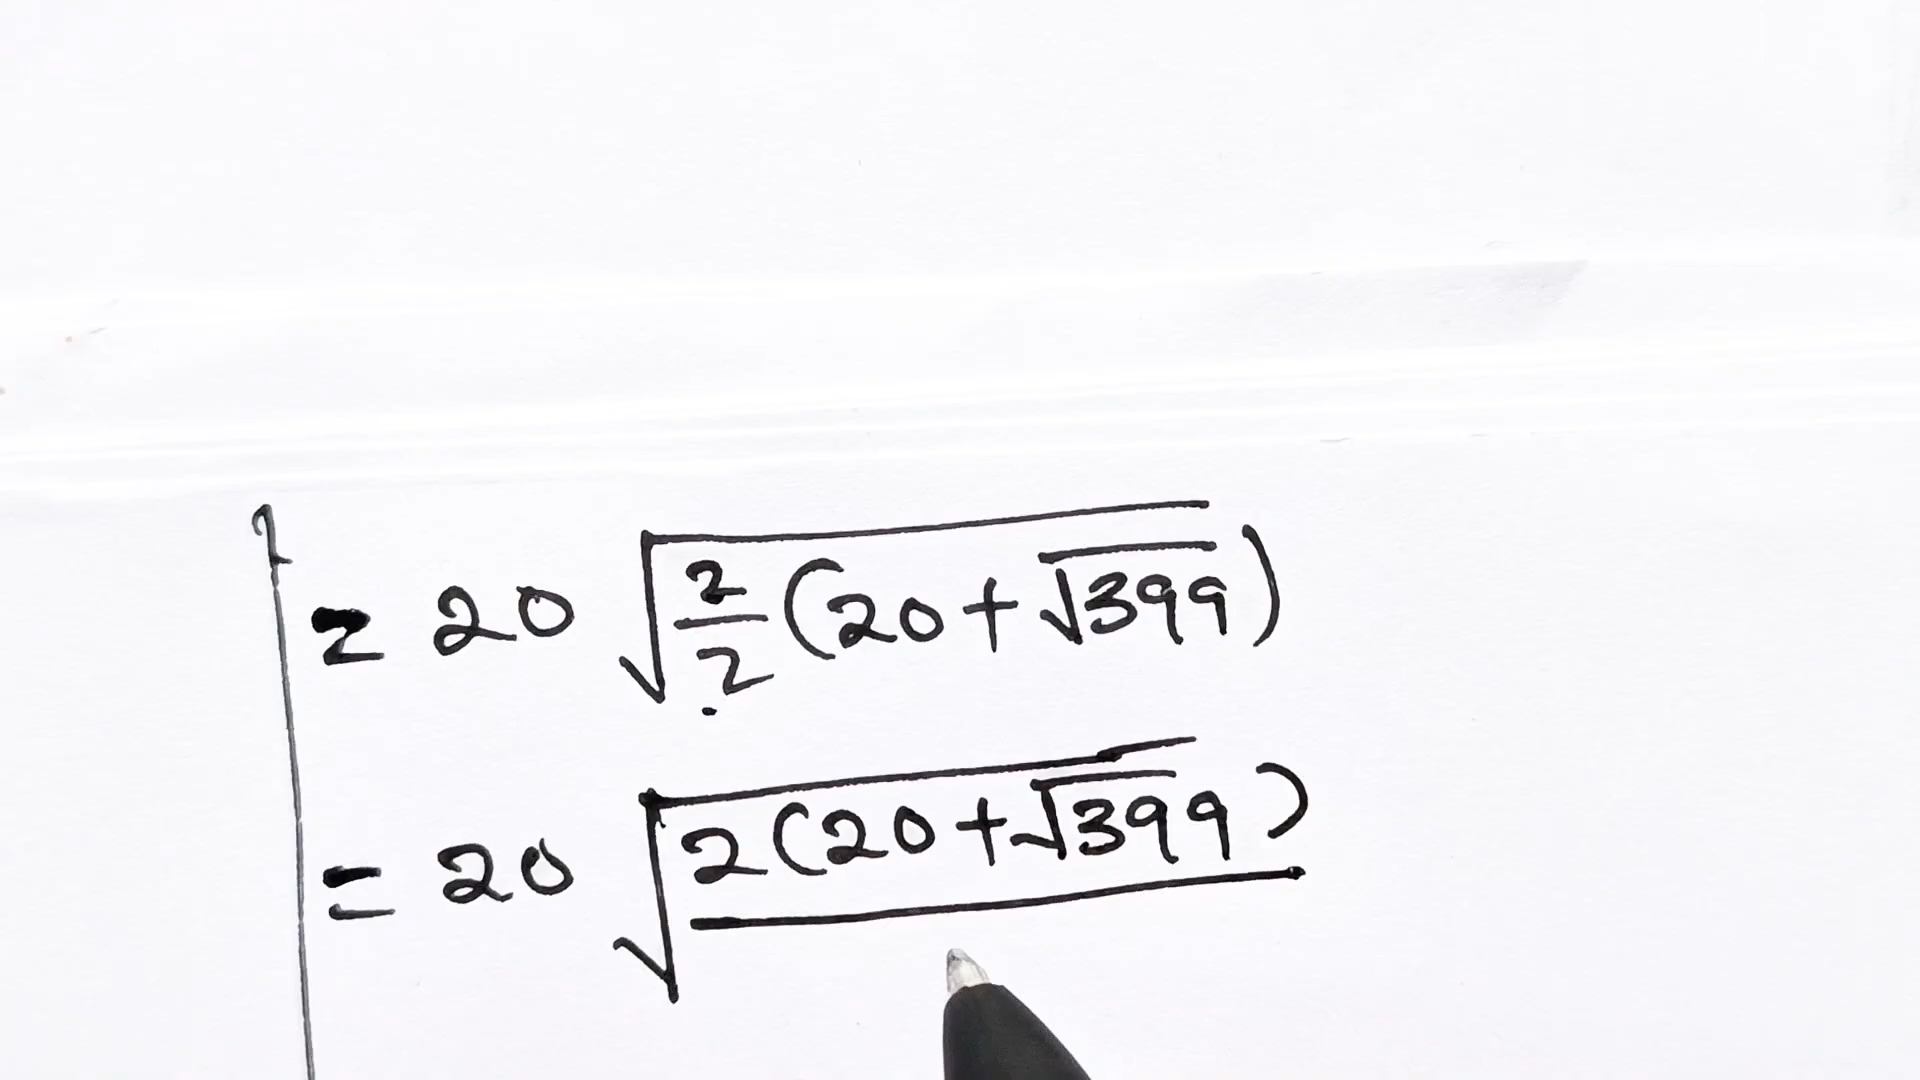 = 20 √(2/2 (20 + √399))
= 20 √(2(20 + √399)/